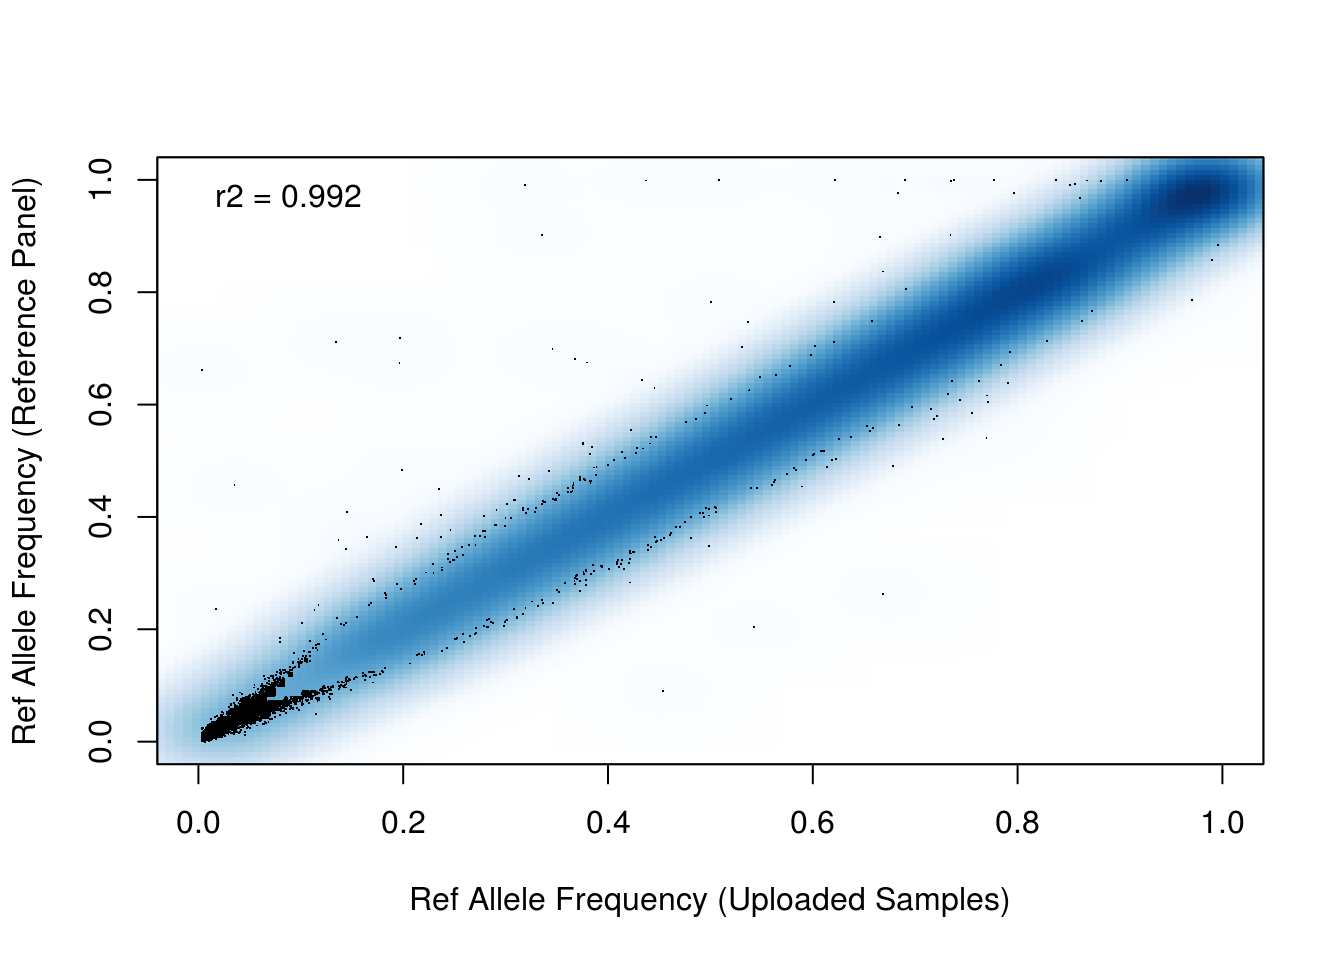 r2 = 0.992
Ref Allele Frequency (Reference Panel)
1.0
0.8
0.6
0.4
0.2
0.0
0.0 0.2 0.4 0.6 0.8 1.0
Ref Allele Frequency (Uploaded Samples)